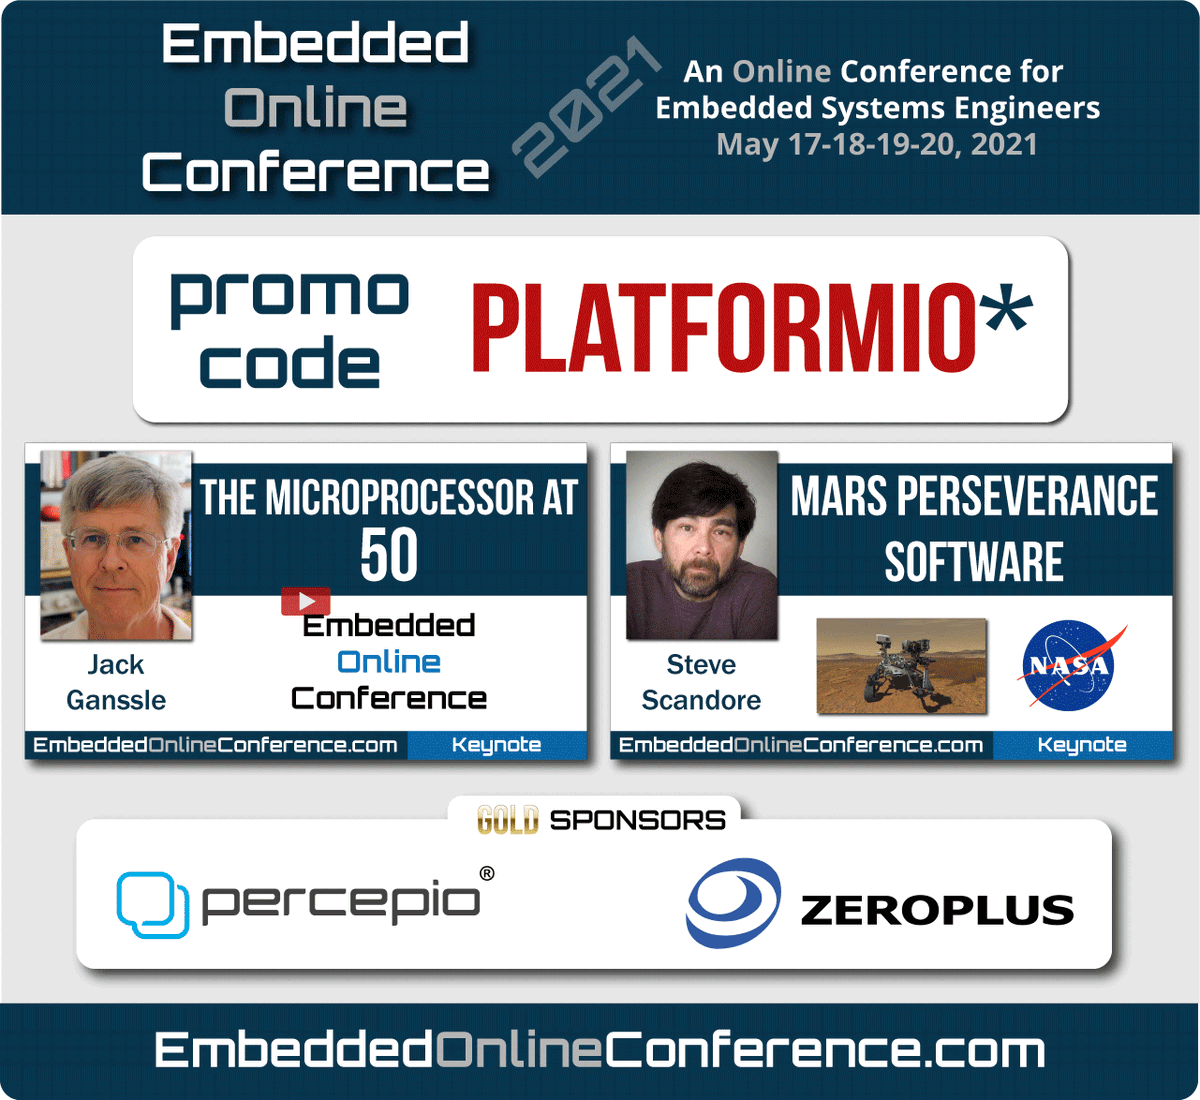 Embedded
Online
Conference
2021
An Online Conference for
Embedded Systems Engineers
May 17-18-19-20, 2021
promo
code
PLATFORMIO*
THE MICROPROCESSOR AT
50
Embedded
Online
Conference
Jack
Ganssle
EmbeddedOnlineConference.com
Keynote
MARS PERSEVERANCE
SOFTWARE
NASA
Steve
Scandore
EmbeddedOnlineConference.com
Keynote
GOLD SPONSORS
percepio®
ZEROPLUS
EmbeddedOnlineConference.com